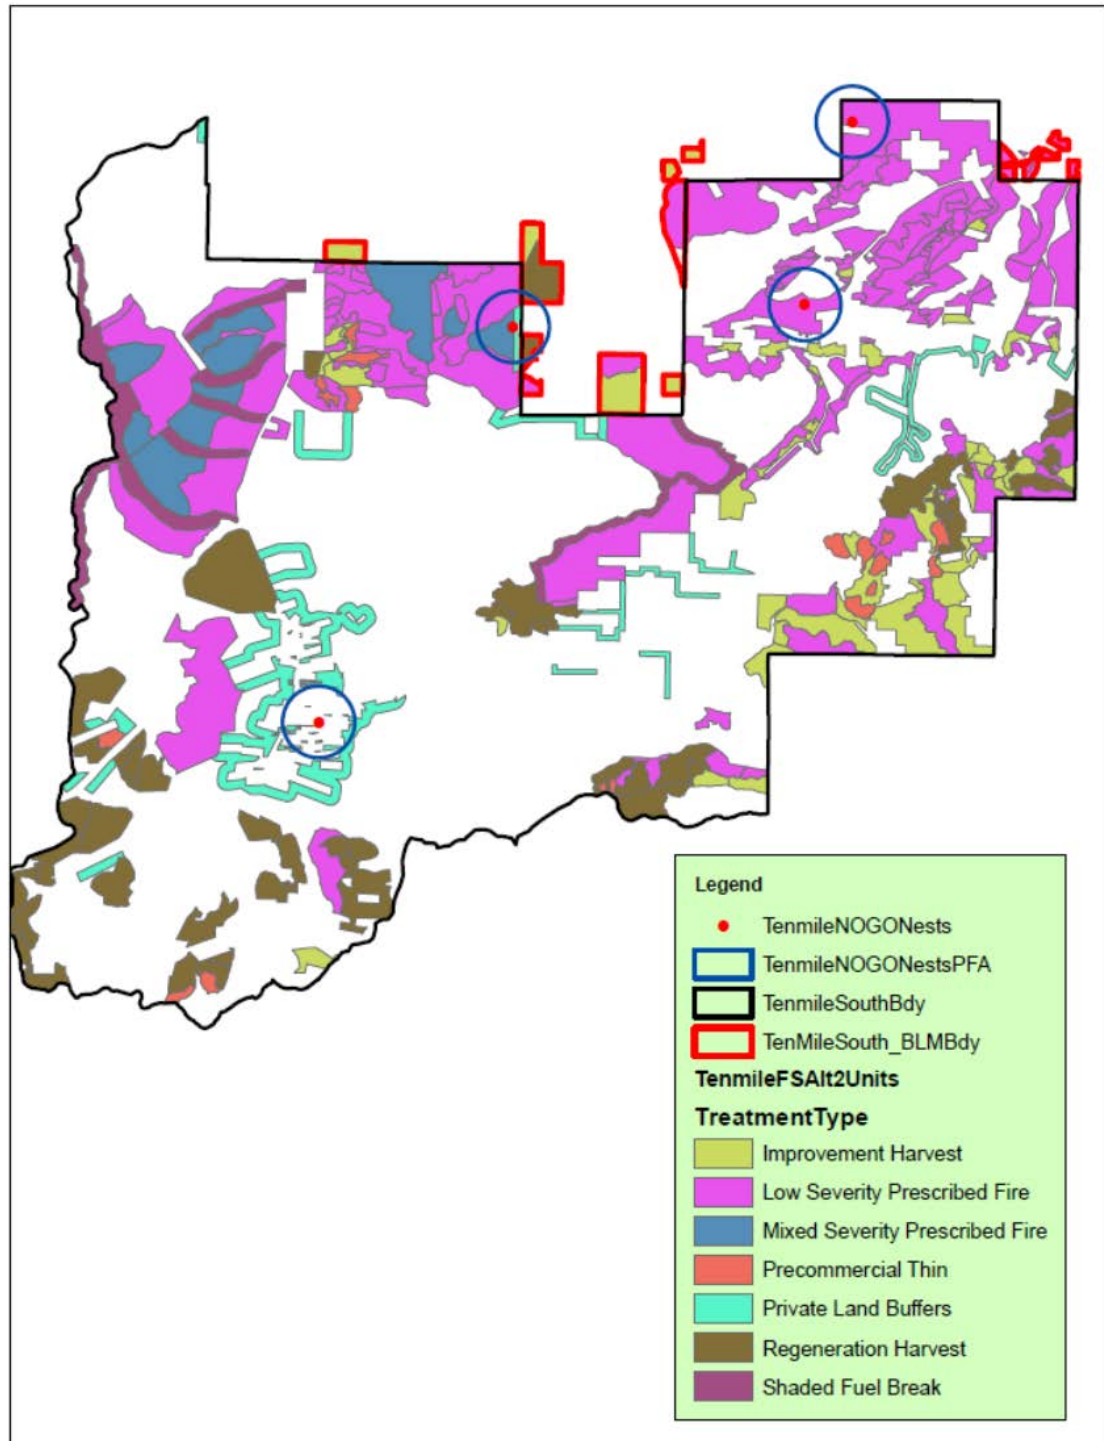 Legend
TenmileNOGONests
TenmileNOGONestsPFA
TenmileSouthBdy
TenMileSouth_BLMBdy
TenmileFSAlt2Units
TreatmentType
Improvement Harvest
Low Severity Prescribed Fire
Mixed Severity Prescribed Fire
Precommercial Thin
Private Land Buffers
Regeneration Harvest
Shaded Fuel Break